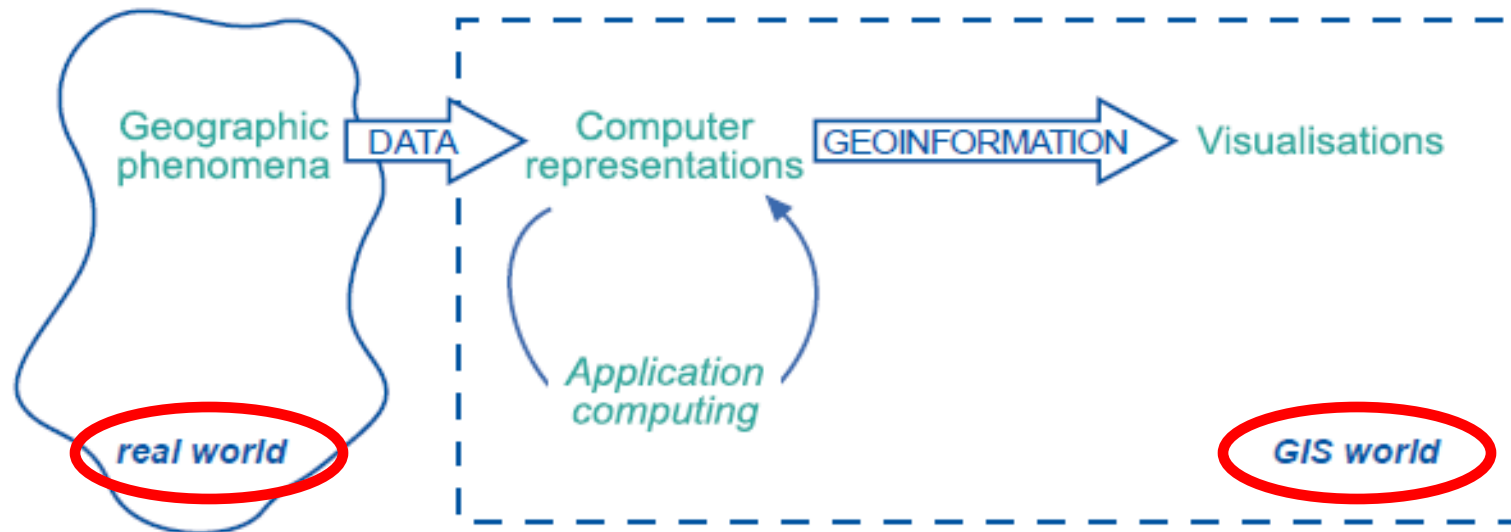 Geographic
phenomena
DATA
Computer
representations
GEOINFORMATION
Visualisations
Application
computing
real world
GIS world